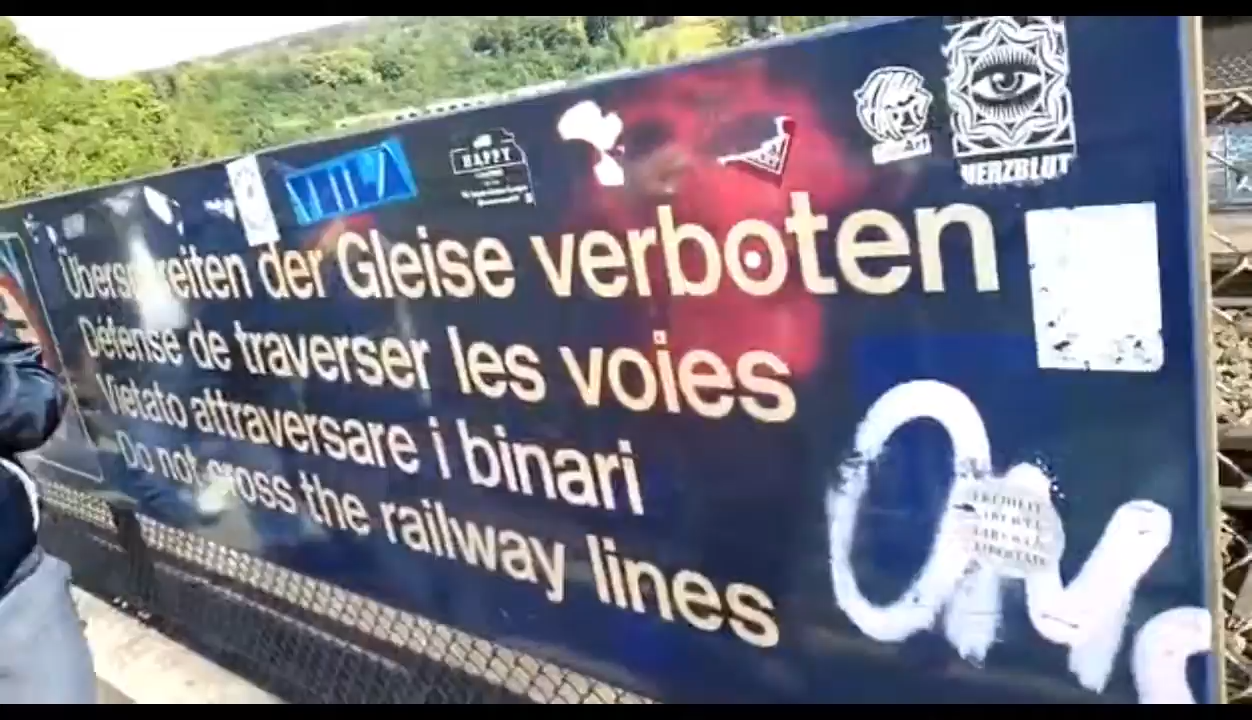 HAPPY
HERZBLUT
Überschreiten der Gleise verboten
Défense de traverser les voies
Vietato attraversare i binari
Do not cross the railway lines
LIBERTATE